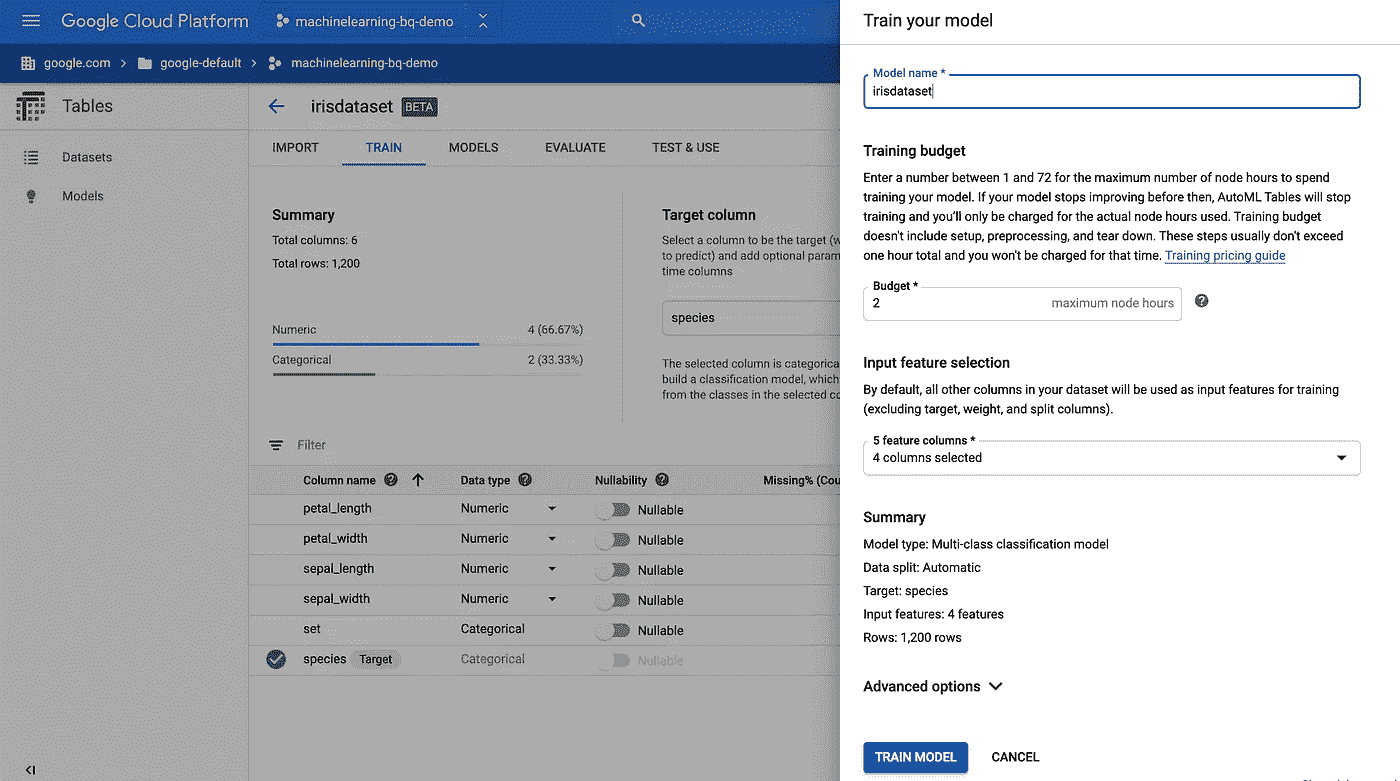 Google Cloud Platform
machinelearning-bq-demo
google.com
google-default
machinelearning-bq-demo
Tables
Datasets
Models
irisdataset BETA
IMPORT
TRAIN
MODELS
EVALUATE
TEST & USE
Summary
Total columns: 6
Total rows: 1,200
Numeric 4 (66.67%)
Categorical 2 (33.33%)
Target column
Select a column to be the target (w
to predict) and add optional param
time columns
species
The selected column is categorica
build a classification model, which
from the classes in the selected co
Filter
Column name Data type Nullability Missing% (Cou
petal_length Numeric Nullable
petal_width Numeric Nullable
sepal_length Numeric Nullable
sepal_width Numeric Nullable
set Categorical Nullable
species Target Categorical Nullable
Train your model
Model name *
irisdataset
Training budget
Enter a number between 1 and 72 for the maximum number of node hours to spend
training your model. If your model stops improving before then, AutoML Tables will stop
training and you'll only be charged for the actual node hours used. Training budget
doesn't include setup, preprocessing, and tear down. These steps usually don't exceed
one hour total and you won't be charged for that time. Training pricing guide
Budget *
2 maximum node hours
Input feature selection
By default, all other columns in your dataset will be used as input features for training
(excluding target, weight, and split columns).
5 feature columns *
4 columns selected
Summary
Model type: Multi-class classification model
Data split: Automatic
Target: species
Input features: 4 features
Rows: 1,200 rows
Advanced options
TRAIN MODEL
CANCEL